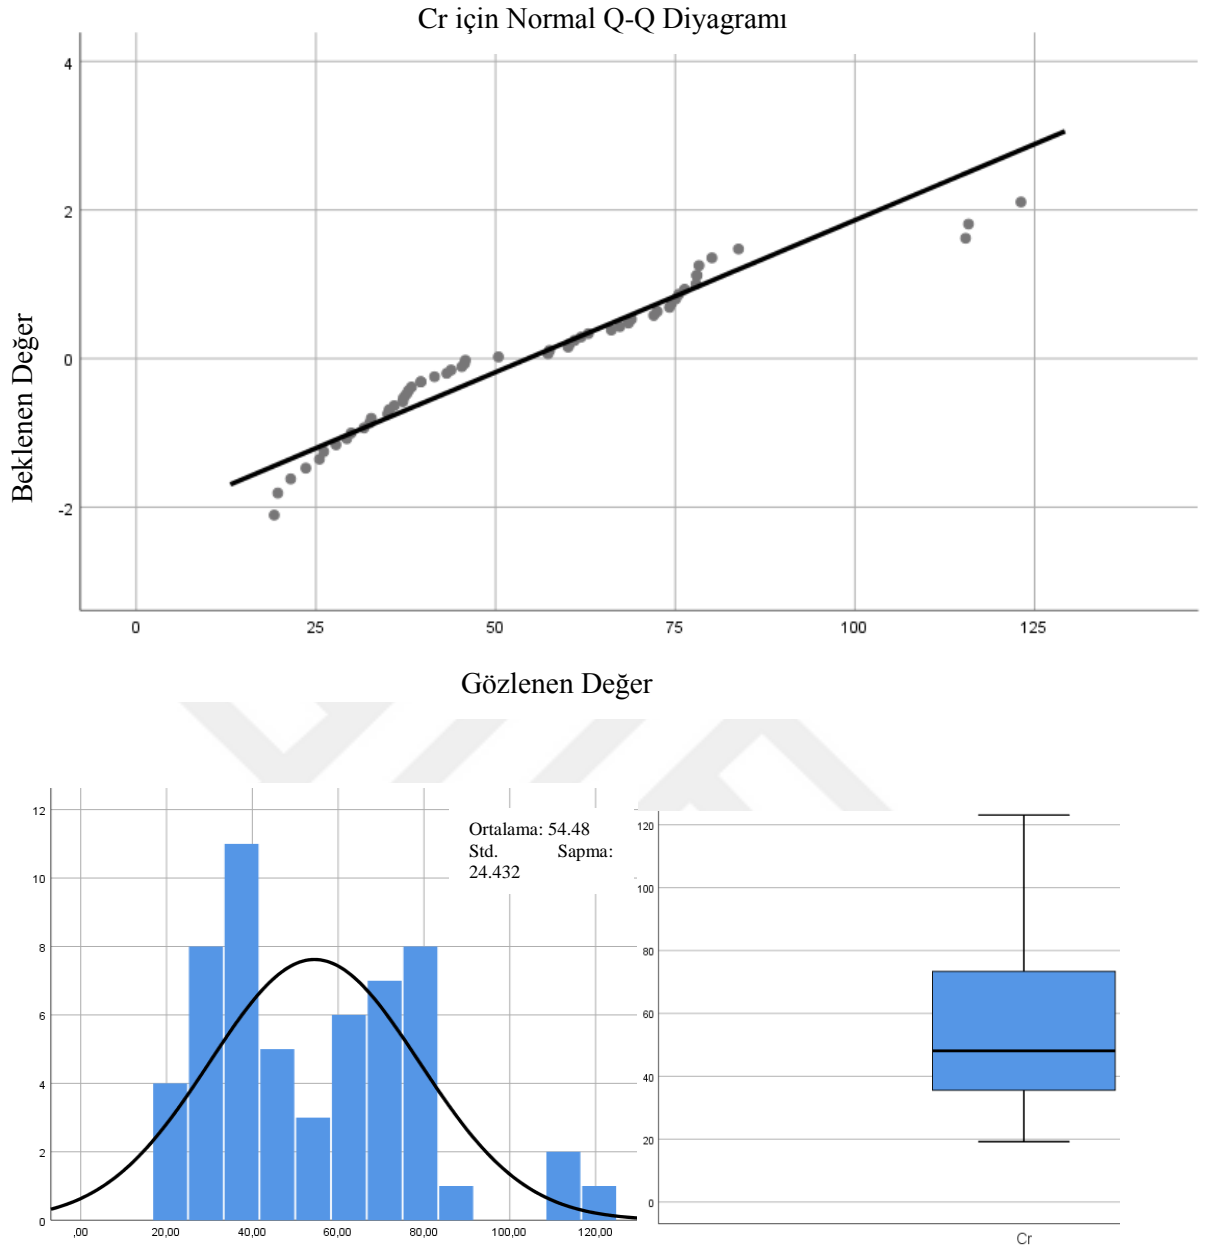 Cr için Normal Q-Q Diyagramı
4
2
0
-2
Beklenen Değer
0 25 50 75 100 125
Gözlenen Değer
12
10
8
6
4
2
0
,00 20,00 40,00 60,00 80,00 100,00 120,00
Ortalama: 54.48
Std. Sapma:
24.432
120
100
80
60
40
20
0
Cr